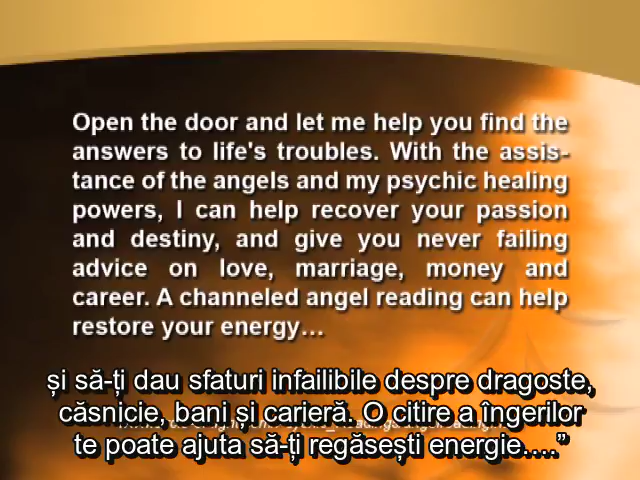 Open the door and let me help you find the
answers to life's troubles. With the assis-
tance of the angels and my psychic healing
powers, I can help recover your passion
and destiny, and give you never failing
advice on love, marriage, money and
career. A channeled angel reading can help
restore your energy…
și să-ți dau sfaturi infailibile despre dragoste,
căsnicie, bani și carieră. O citire a îngerilor
te poate ajuta să-ți regăsești energie….”